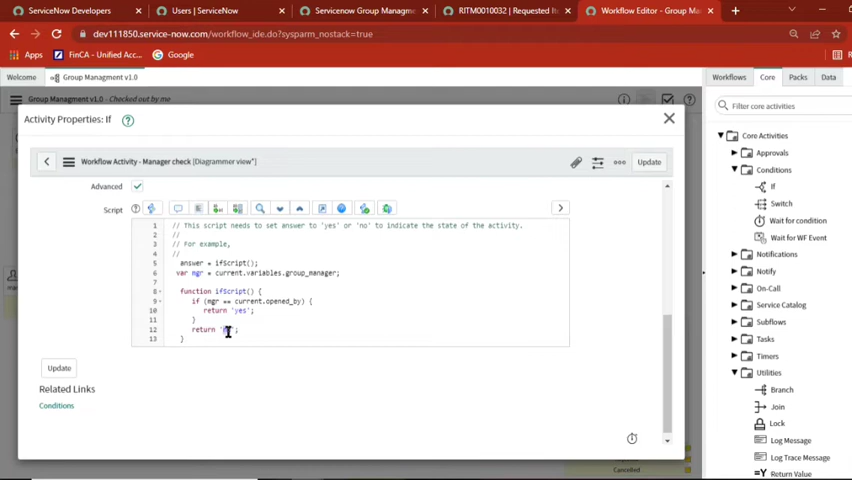 ServiceNow Developers
Users | ServiceNow
Servicenow Group Managme
RITM0010032 | Requested Ite
Workflow Editor - Group Ma
dev111850.service-now.com/workflow_ide.do?sysparm_nostack=true
Apps
FinCA - Unified Acc...
Google
Welcome
Group Managment v1.0
Workflows
Core
Packs
Data
Group Management v1.0 - Checked out by me
Filter core activities
Activity Properties: If
Workflow Activity - Manager check [Diagrammer view*]
Update
Advanced
Script
1 // This script needs to set answer to 'yes' or 'no' to indicate the state of the activity.
2 //
3 // For example,
4 //
5 answer = ifScript();
6 var mgr = current.variables.group_manager;
7
8 function ifScript() {
9 if (mgr == current.opened_by) {
10 return 'yes';
11 }
12 return '
13 }
Update
Related Links
Conditions
Core Activities
Approvals
Conditions
If
Switch
Wait for condition
Wait for WF Event
Notifications
Notify
On-Call
Service Catalog
Subflows
Tasks
Timers
Utilities
Branch
Join
Lock
Log Message
Log Trace Message
Return Value
Cancelled